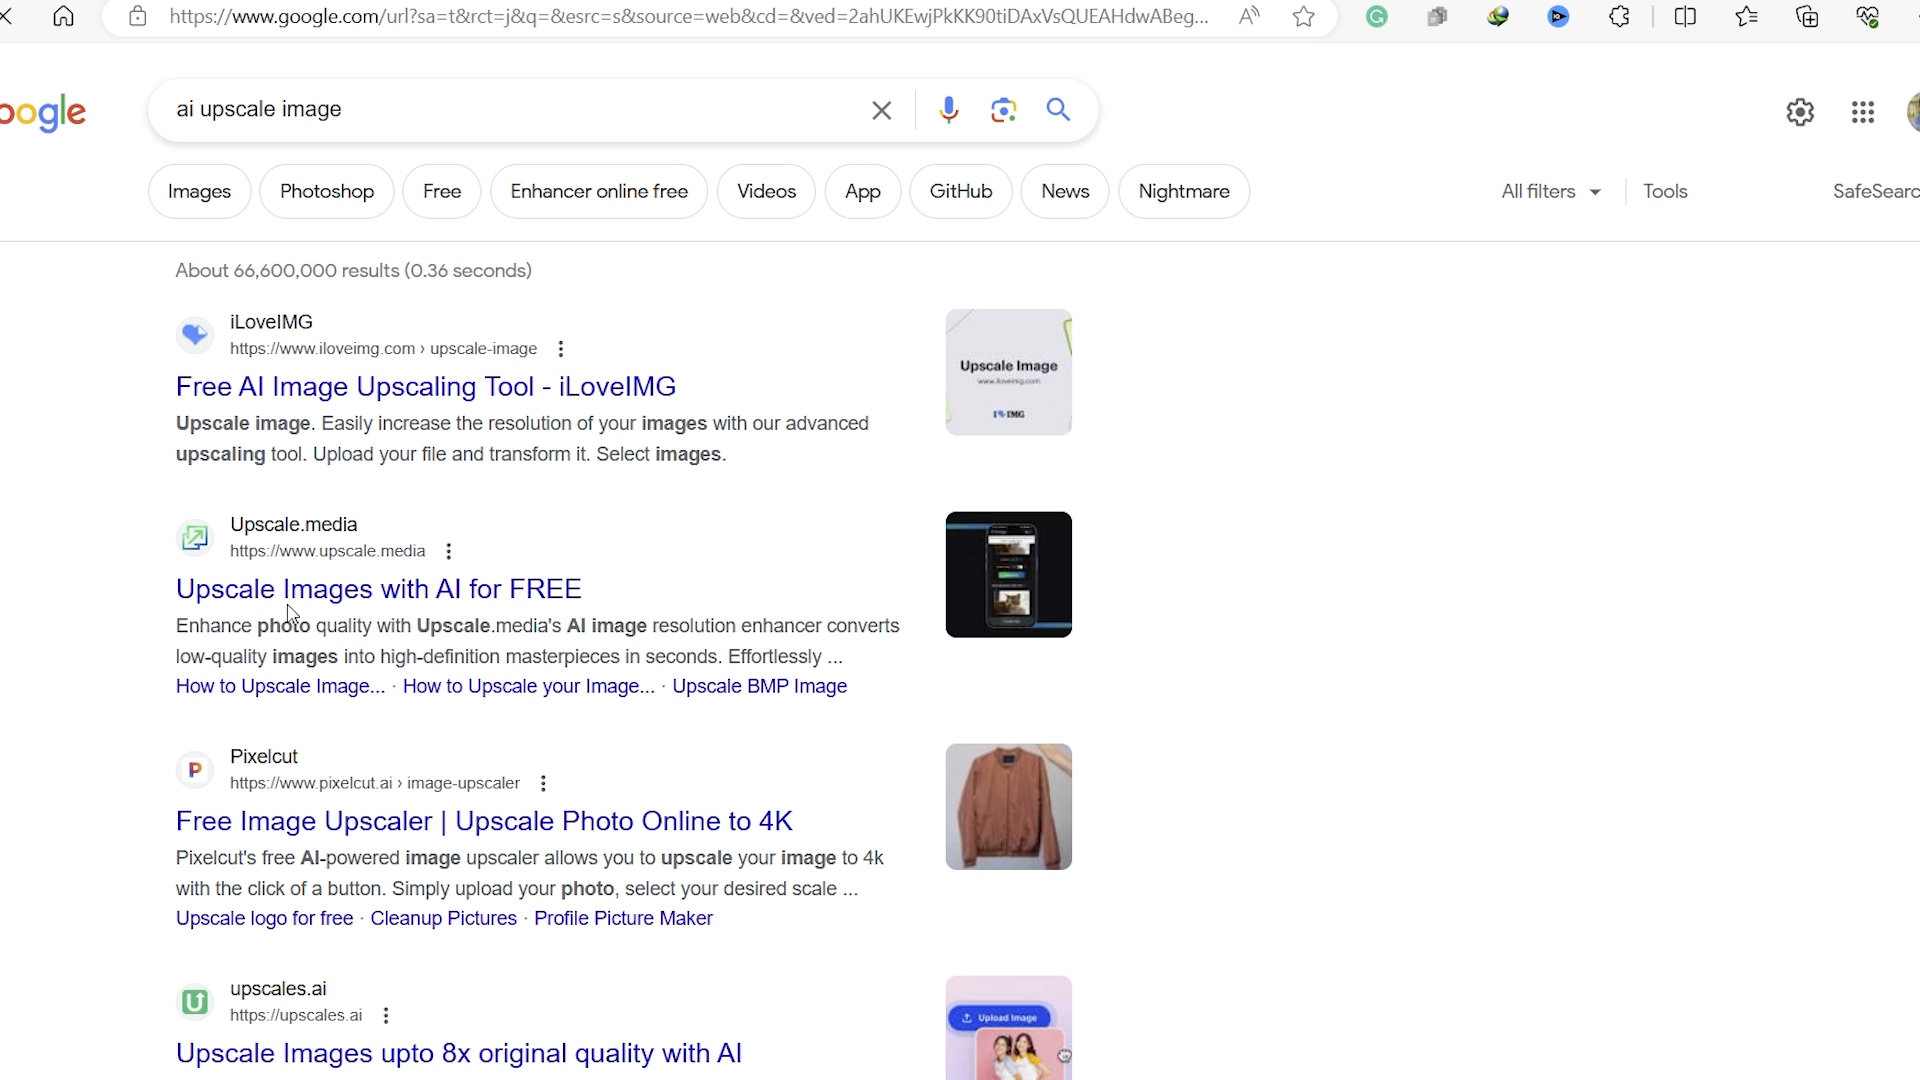 https://www.google.com/url?sa=t&rct=j&q=&esrc=s&source=web&cd=&ved=2ahUKEwjPkKK90tiDAxVsQUEAHdwABeg...
oogle
ai upscale image
Images
Photoshop
Free
Enhancer online free
Videos
App
GitHub
News
Nightmare
All filters
Tools
SafeSearc
About 66,600,000 results (0.36 seconds)
iLoveIMG
https://www.iloveimg.com › upscale-image
Free AI Image Upscaling Tool - iLoveIMG
Upscale image. Easily increase the resolution of your images with our advanced
upscaling tool. Upload your file and transform it. Select images.
Upscale Image
www.iloveimg.com
I IMG
Upscale.media
https://www.upscale.media
Upscale Images with AI for FREE
Enhance photo quality with Upscale.media's AI image resolution enhancer converts
low-quality images into high-definition masterpieces in seconds. Effortlessly ...
How to Upscale Image... · How to Upscale your Image... · Upscale BMP Image
Pixelcut
https://www.pixelcut.ai › image-upscaler
Free Image Upscaler | Upscale Photo Online to 4K
Pixelcut's free AI-powered image upscaler allows you to upscale your image to 4k
with the click of a button. Simply upload your photo, select your desired scale ...
Upscale logo for free · Cleanup Pictures · Profile Picture Maker
upscales.ai
https://upscales.ai
Upscale Images upto 8x original quality with AI
Upload Image